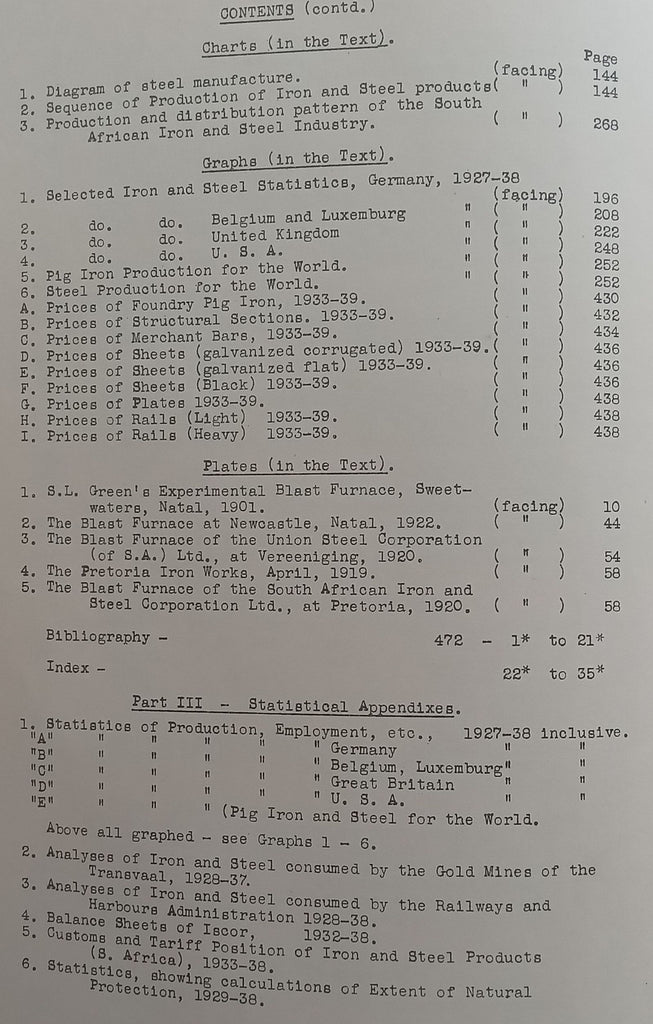 CONTENTS (contd.)
Charts (in the Text).
Page
1. Diagram of steel manufacture. (facing) 144
2. Sequence of Production of Iron and Steel products( " ) 144
3. Production and distribution pattern of the South
African Iron and Steel Industry. ( " ) 268
Graphs (in the Text).
1. Selected Iron and Steel Statistics, Germany, 1927-38
(facing) 196
2. do. do. Belgium and Luxemburg " ( " ) 208
3. do. do. United Kingdom " ( " ) 222
4. do. do. U. S. A. " ( " ) 248
5. Pig Iron Production for the World. " ( " ) 252
6. Steel Production for the World. " ( " ) 252
A. Prices of Foundry Pig Iron, 1933-39. ( " ) 430
B. Prices of Structural Sections. 1933-39. ( " ) 432
C. Prices of Merchant Bars, 1933-39. ( " ) 434
D. Prices of Sheets (galvanized corrugated) 1933-39. ( " ) 436
E. Prices of Sheets (galvanized flat) 1933-39. ( " ) 436
F. Prices of Sheets (Black) 1933-39. ( " ) 436
G. Prices of Plates 1933-39. ( " ) 438
H. Prices of Rails (Light) 1933-39. ( " ) 438
I. Prices of Rails (Heavy) 1933-39. ( " ) 438
Plates (in the Text).
1. S.L. Green's Experimental Blast Furnace, Sweet-
waters, Natal, 1901. (facing) 10
2. The Blast Furnace at Newcastle, Natal, 1922. ( " ) 44
3. The Blast Furnace of the Union Steel Corporation
(of S.A.) Ltd., at Vereeniging, 1920. ( " ) 54
4. The Pretoria Iron Works, April, 1919. ( " ) 58
5. The Blast Furnace of the South African Iron and
Steel Corporation Ltd., at Pretoria, 1920. ( " ) 58
Bibliography - 472 - 1* to 21*
Index - 22* to 35*
Part III - Statistical Appendixes.
1. Statistics of Production, Employment, etc., 1927-38 inclusive.
"A" " " " " " Germany " "
"B" " " " " " Belgium, Luxemburg" "
"C" " " " " " Great Britain " "
"D" " " " " " U. S. A. " "
"E" " " " (Pig Iron and Steel for the World.
Above all graphed - see Graphs 1 - 6.
2. Analyses of Iron and Steel consumed by the Gold Mines of the
Transvaal, 1928-37.
3. Analyses of Iron and Steel consumed by the Railways and
Harbours Administration 1928-38.
4. Balance Sheets of Iscor, 1932-38.
5. Customs and Tariff Position of Iron and Steel Products
(S. Africa), 1933-38.
6. Statistics, showing calculations of Extent of Natural
Protection, 1929-38.